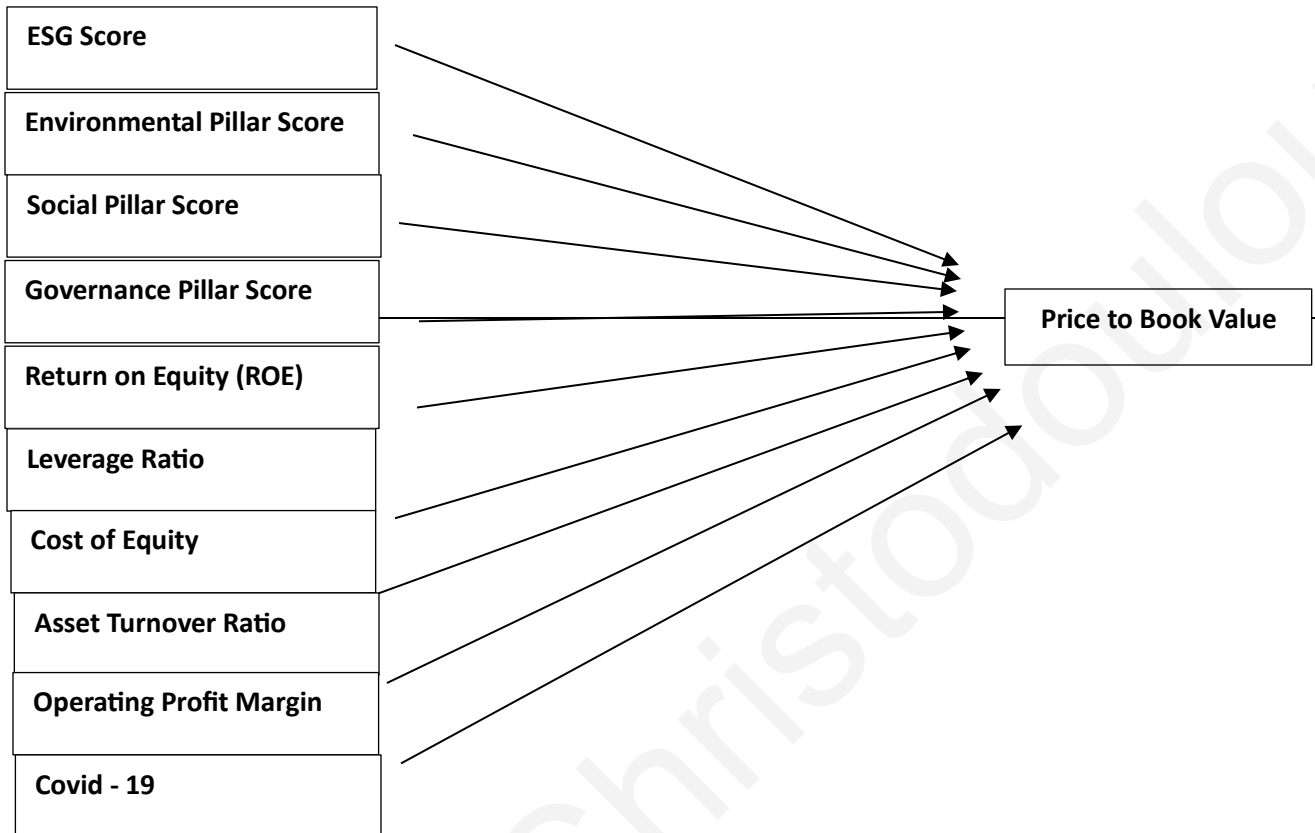 ESG Score
Environmental Pillar Score
Social Pillar Score
Governance Pillar Score
Price to Book Value
Return on Equity (ROE)
Leverage Ratio
Cost of Equity
Asset Turnover Ratio
Operating Profit Margin
Covid - 19